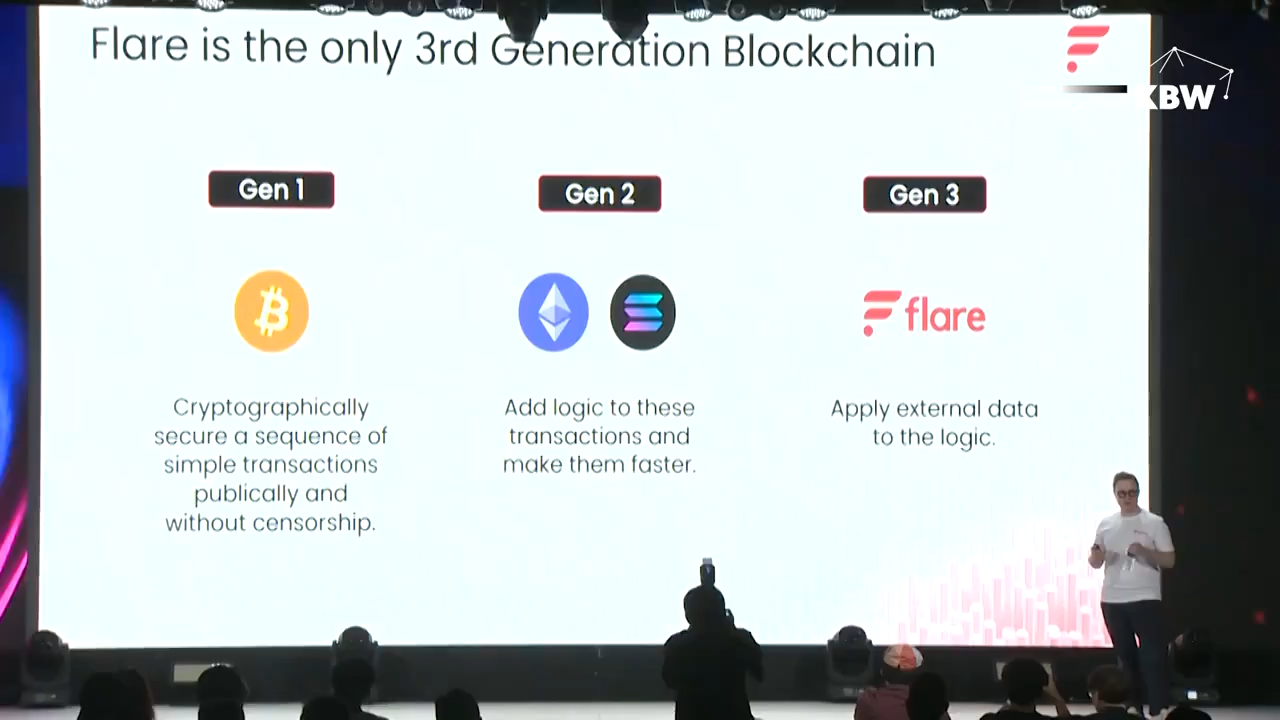 Flare is the only 3rd Generation Blockchain
KBW
Gen 1
Gen 2
Gen 3
flare
Cryptographically
secure a sequence of
simple transactions
publically and
without censorship.
Add logic to these
transactions and
make them faster.
Apply external data
to the logic.